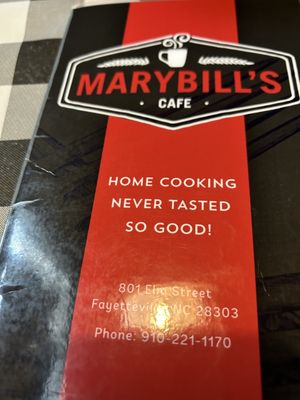 MARYBILL'S
CAFE
HOME COOKING
NEVER TASTED
SO GOOD!
801 Elm Street
Fayetteville, NC 28303
Phone: 910-221-1170